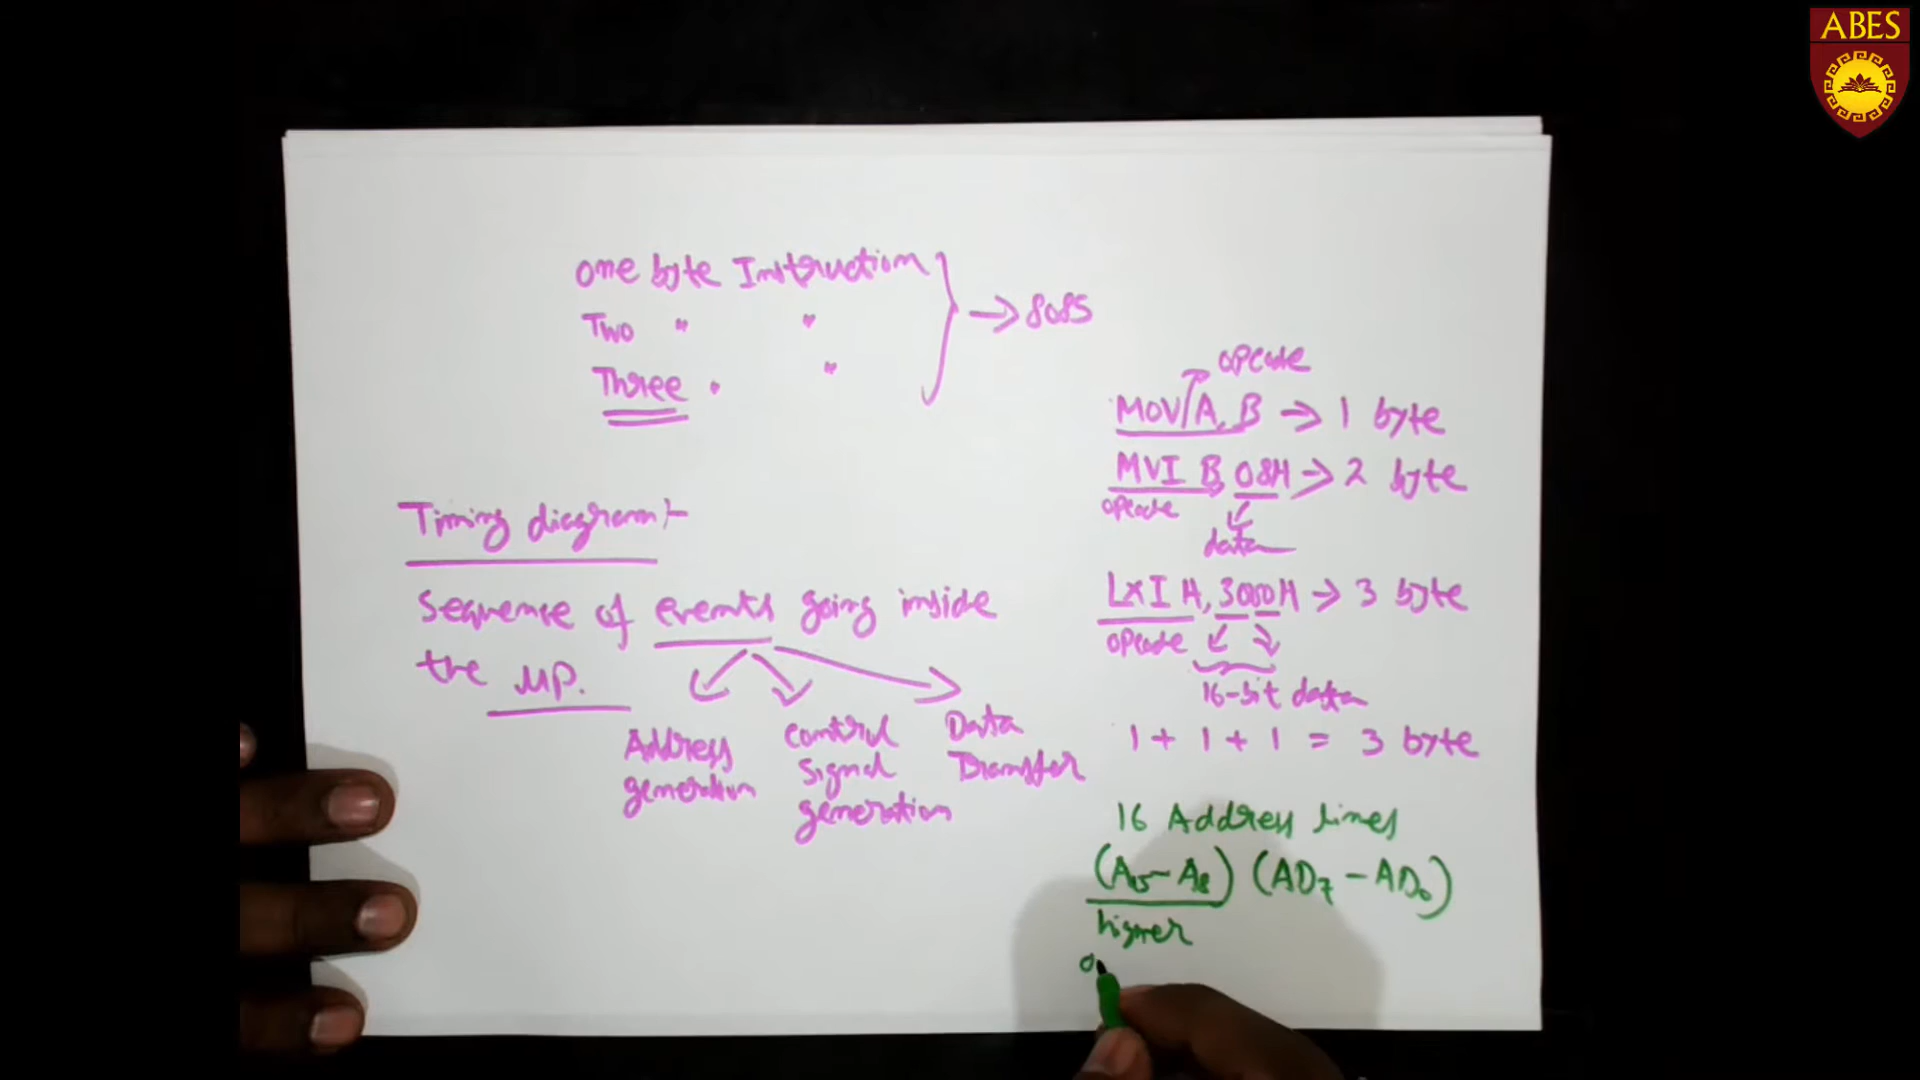 ABES
one byte Instruction
Two " "
Three " "
→ 8085
Timing diagram:-
Sequence of events going inside
the MP.
Address
generation
control
signal
generation
Data
Transfer
opcode
MOV A, B → 1 byte
MVI B, 08H → 2 byte
opcode
data
LXI H, 3000H → 3 byte
opcode
16-bit data
1 + 1 + 1 = 3 byte
16 Address lines
(A15-A8) (AD7-AD0)
higher
o